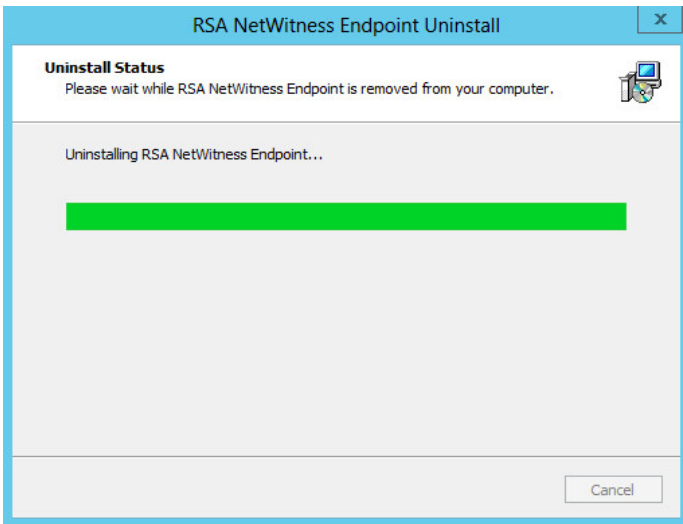 RSA NetWitness Endpoint Uninstall
x
Uninstall Status
Please wait while RSA NetWitness Endpoint is removed from your computer.
Uninstalling RSA NetWitness Endpoint...
Cancel